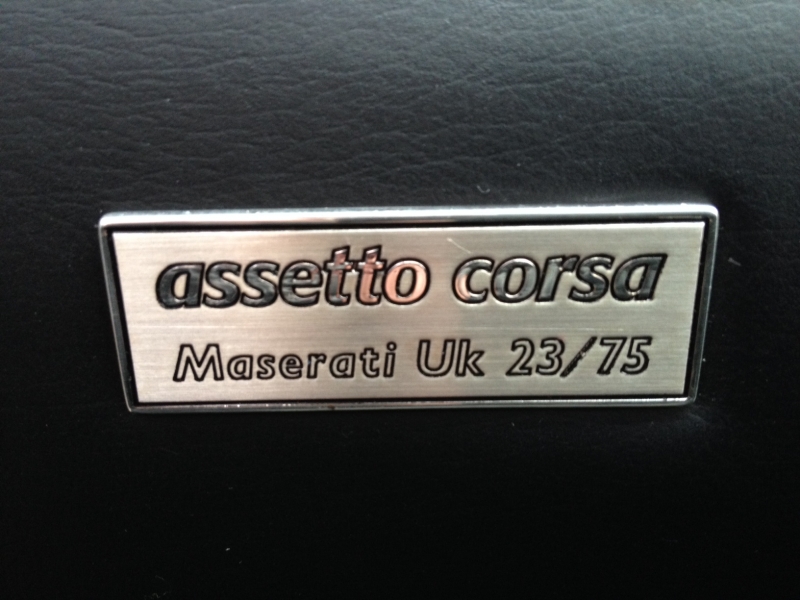 assetto corsa
Maserati Uk 23/75